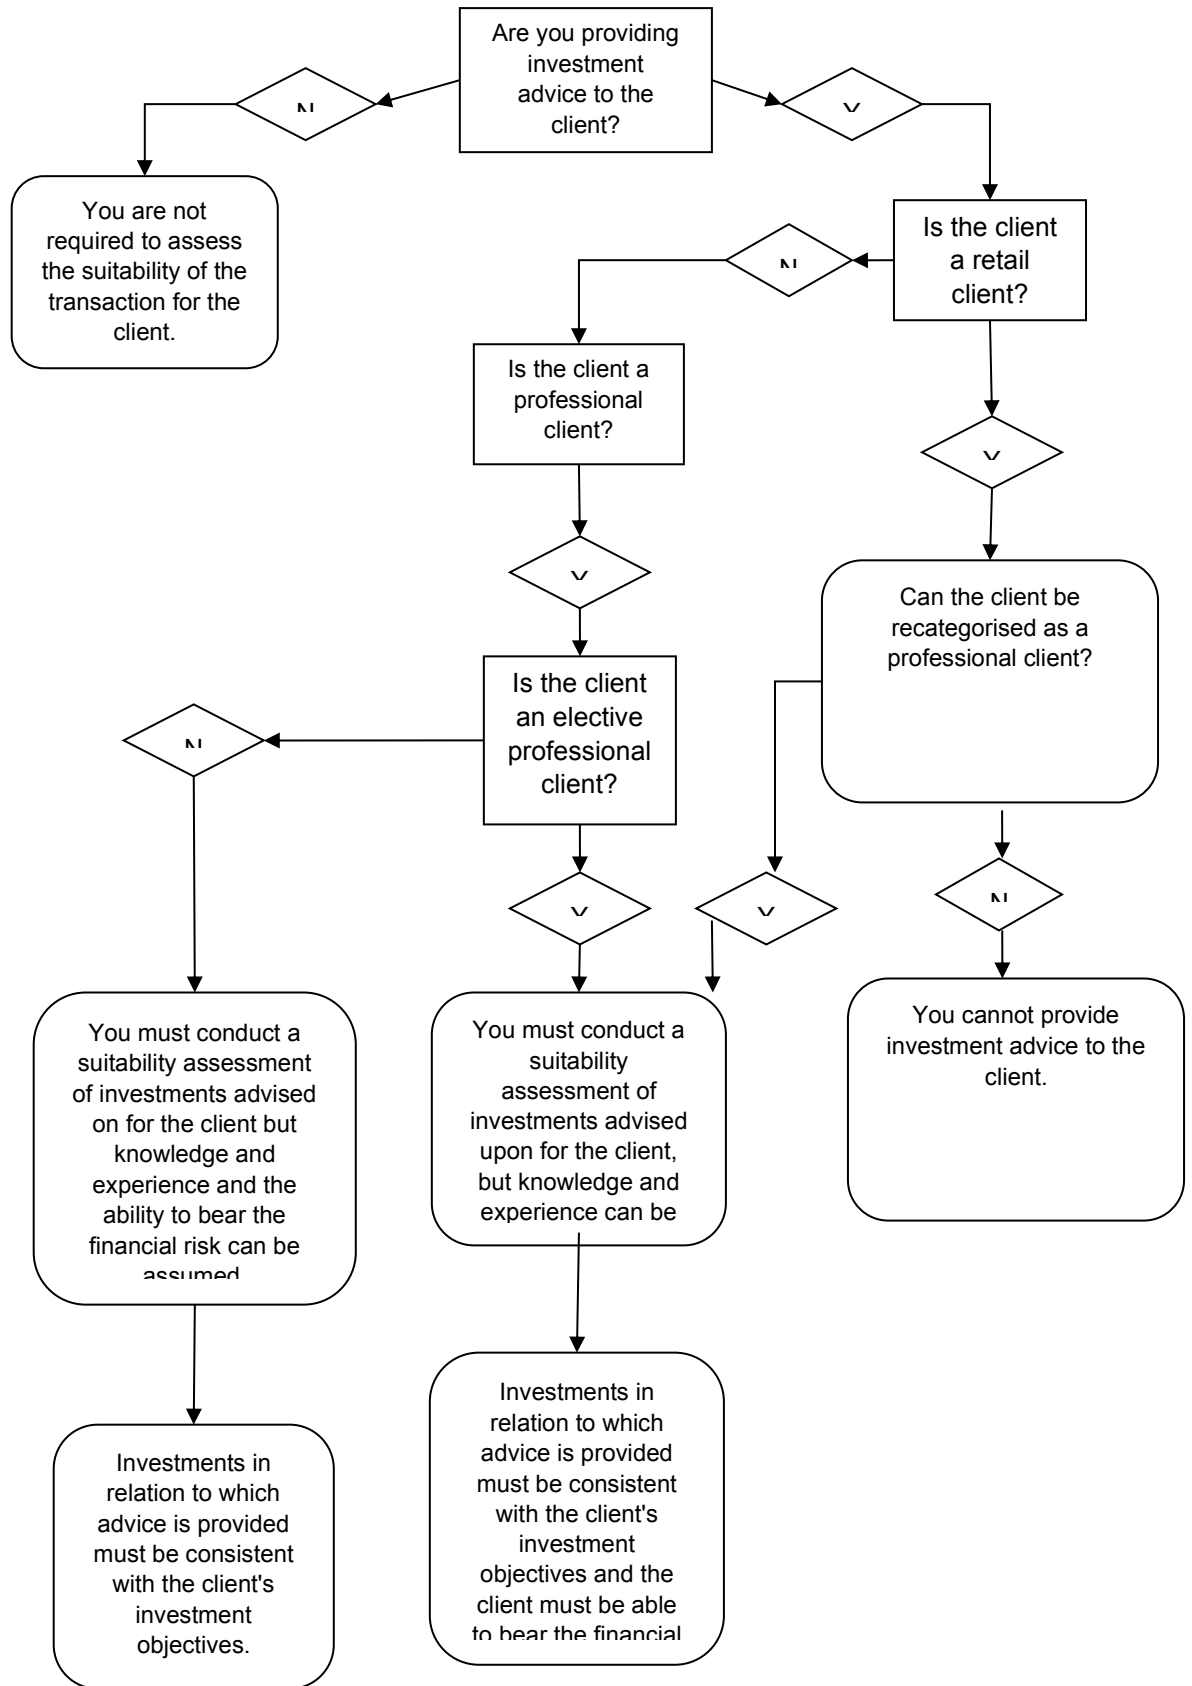 Are you providing
investment
advice to the
client?
N
Y
You are not
required to assess
the suitability of the
transaction for the
client.
Is the client
a retail
client?
N
Is the client a
professional
client?
Y
Y
Can the client be
recategorised as a
professional client?
Is the client
an elective
professional
client?
N
Y
Y
N
You must conduct a
suitability assessment
of investments advised
on for the client but
knowledge and
experience and the
ability to bear the
financial risk can be
assumed
You must conduct a
suitability
assessment of
investments advised
upon for the client,
but knowledge and
experience can be
You cannot provide
investment advice to the
client.
Investments in
relation to which
advice is provided
must be consistent
with the client's
investment
objectives.
Investments in
relation to which
advice is provided
must be consistent
with the client's
investment
objectives and the
client must be able
to bear the financial